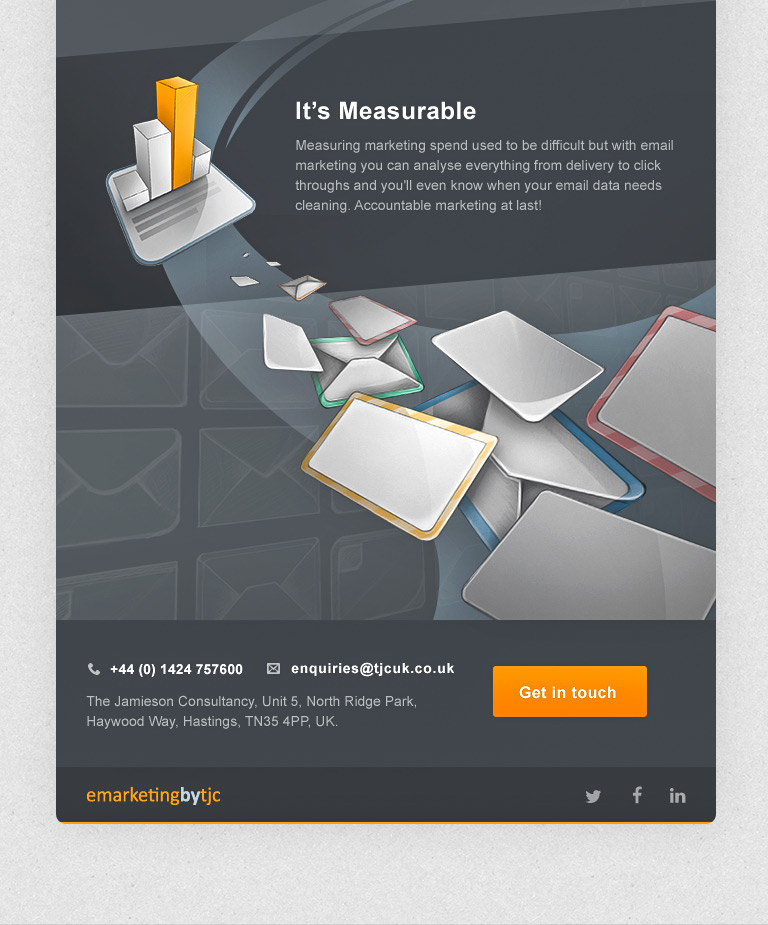 It’s Measurable
Measuring marketing spend used to be difficult but with email
marketing you can analyse everything from delivery to click
throughs and you'll even know when your email data needs
cleaning. Accountable marketing at last!
+44 (0) 1424 757600
enquiries@tjcuk.co.uk
The Jamieson Consultancy, Unit 5, North Ridge Park,
Haywood Way, Hastings, TN35 4PP, UK.
Get in touch
emarketingbytjc